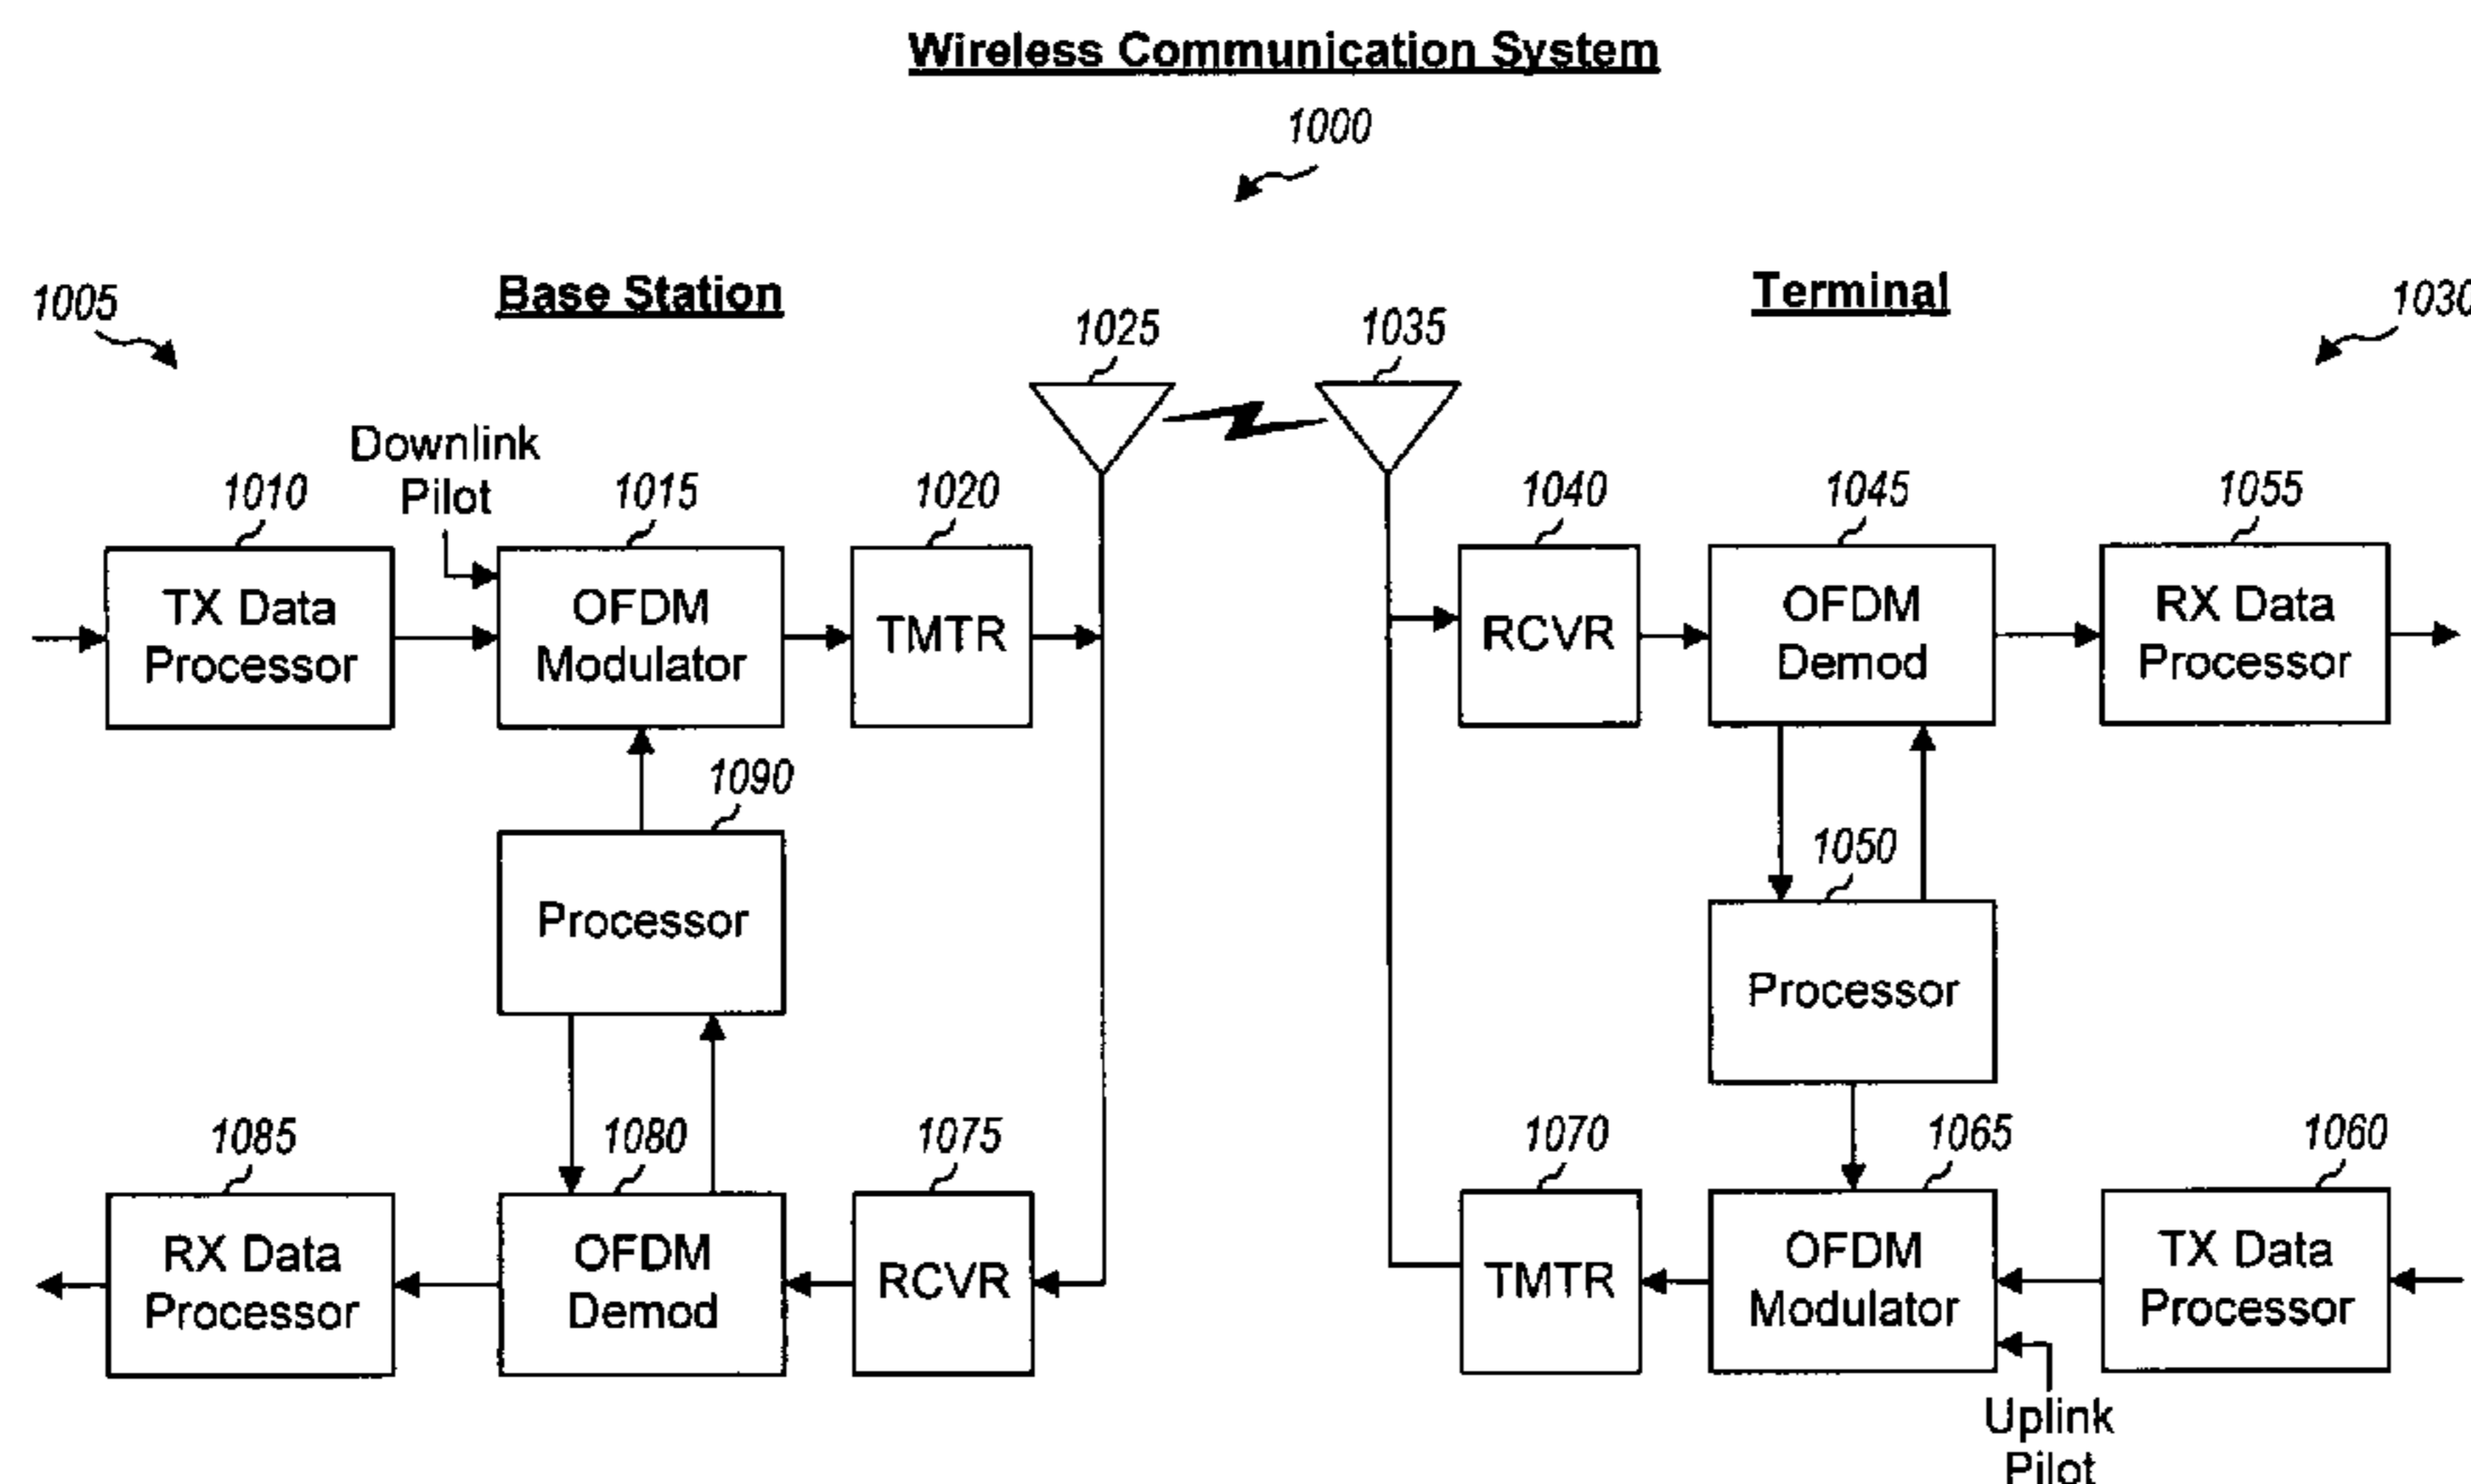 Wireless Communication System
1000
1005
Base Station
Terminal
1030
1025
1035
Downlink
Pilot
1010
1015
1020
1040
1045
1055
TX Data
Processor
OFDM
Modulator
TMTR
RCVR
OFDM
Demod
RX Data
Processor
1090
Processor
1050
Processor
1085
1080
1075
1070
1065
1060
RX Data
Processor
OFDM
Demod
RCVR
TMTR
OFDM
Modulator
TX Data
Processor
Uplink
Pilot